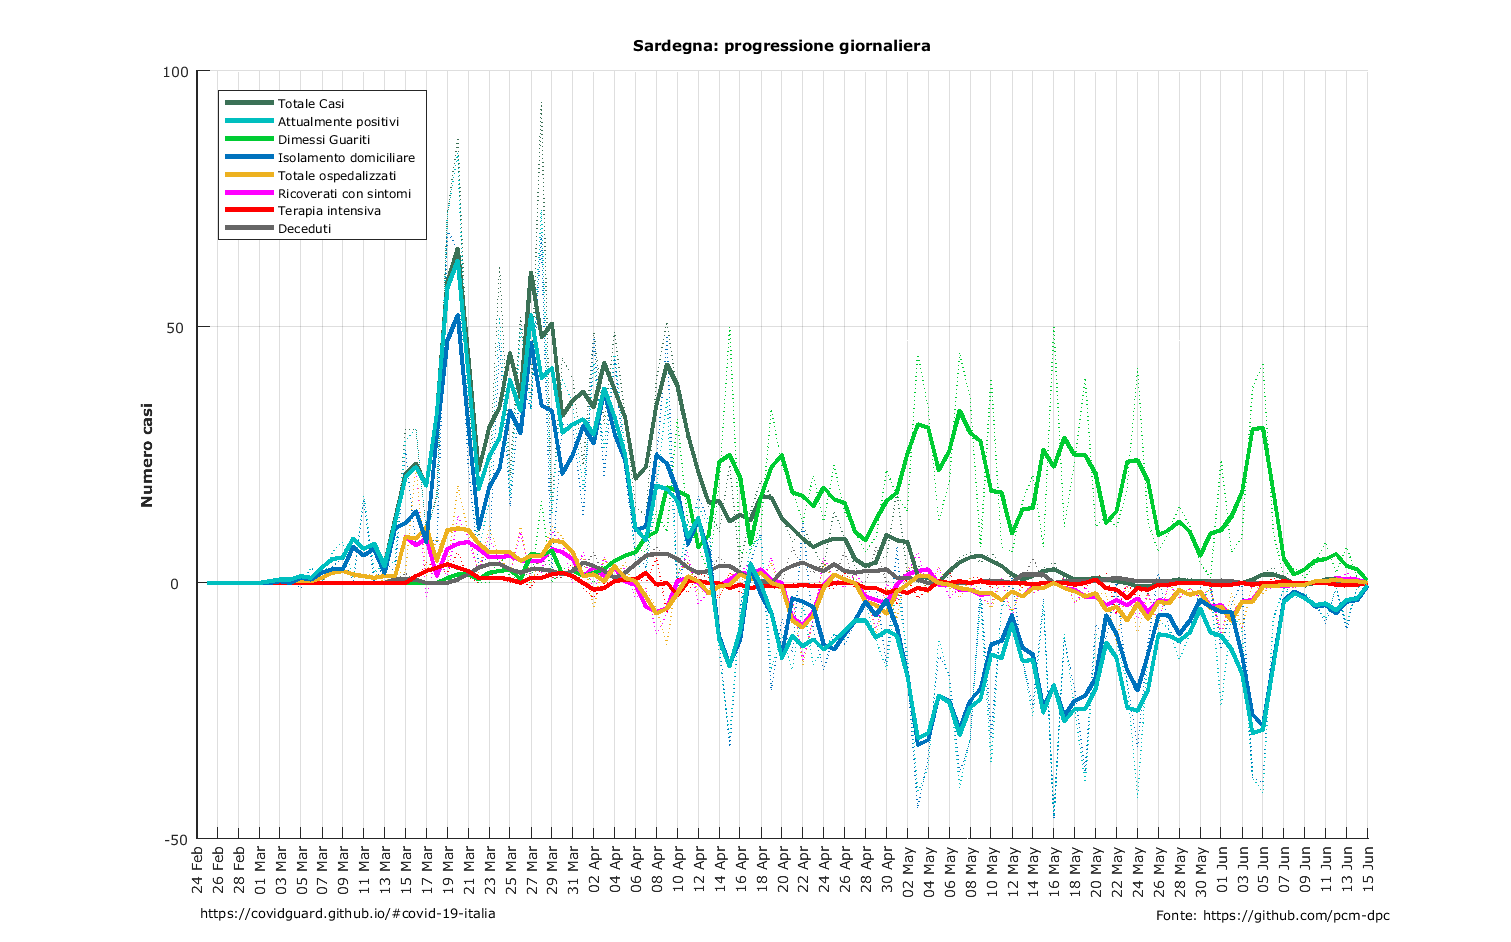 Sardegna: progressione giornaliera
100
50
0
-50
Numero casi
Totale Casi
Attualmente positivi
Dimessi Guariti
Isolamento domiciliare
Totale ospedalizzati
Ricoverati con sintomi
Terapia intensiva
Deceduti
24 Feb
26 Feb
28 Feb
01 Mar
03 Mar
05 Mar
07 Mar
09 Mar
11 Mar
13 Mar
15 Mar
17 Mar
19 Mar
21 Mar
23 Mar
25 Mar
27 Mar
29 Mar
31 Mar
02 Apr
04 Apr
06 Apr
08 Apr
10 Apr
12 Apr
14 Apr
16 Apr
18 Apr
20 Apr
22 Apr
24 Apr
26 Apr
28 Apr
30 Apr
02 May
04 May
06 May
08 May
10 May
12 May
14 May
16 May
18 May
20 May
22 May
24 May
26 May
28 May
30 May
01 Jun
03 Jun
05 Jun
07 Jun
09 Jun
11 Jun
13 Jun
15 Jun
https://covidguard.github.io/#covid-19-italia
Fonte: https://github.com/pcm-dpc